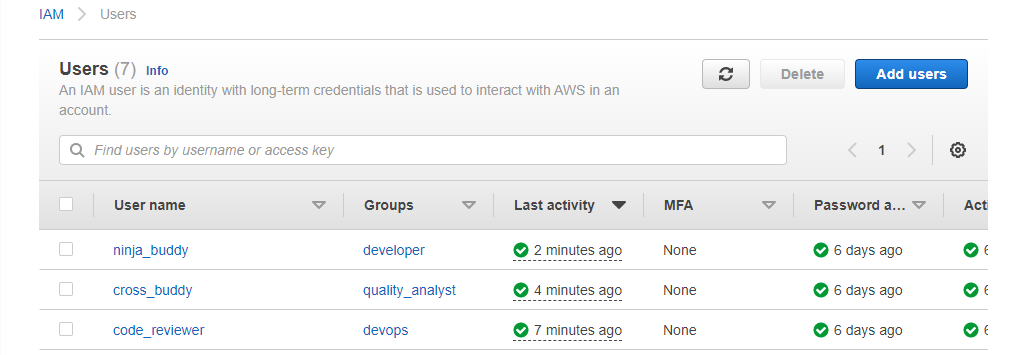 IAM > Users
Users (7) Info
An IAM user is an identity with long-term credentials that is used to interact with AWS in an
account.
Delete
Add users
Find users by username or access key
1
User name Groups Last activity MFA Password a... Acti
ninja_buddy developer 2 minutes ago None 6 days ago 6
cross_buddy quality_analyst 4 minutes ago None 6 days ago 6
code_reviewer devops 7 minutes ago None 6 days ago 6